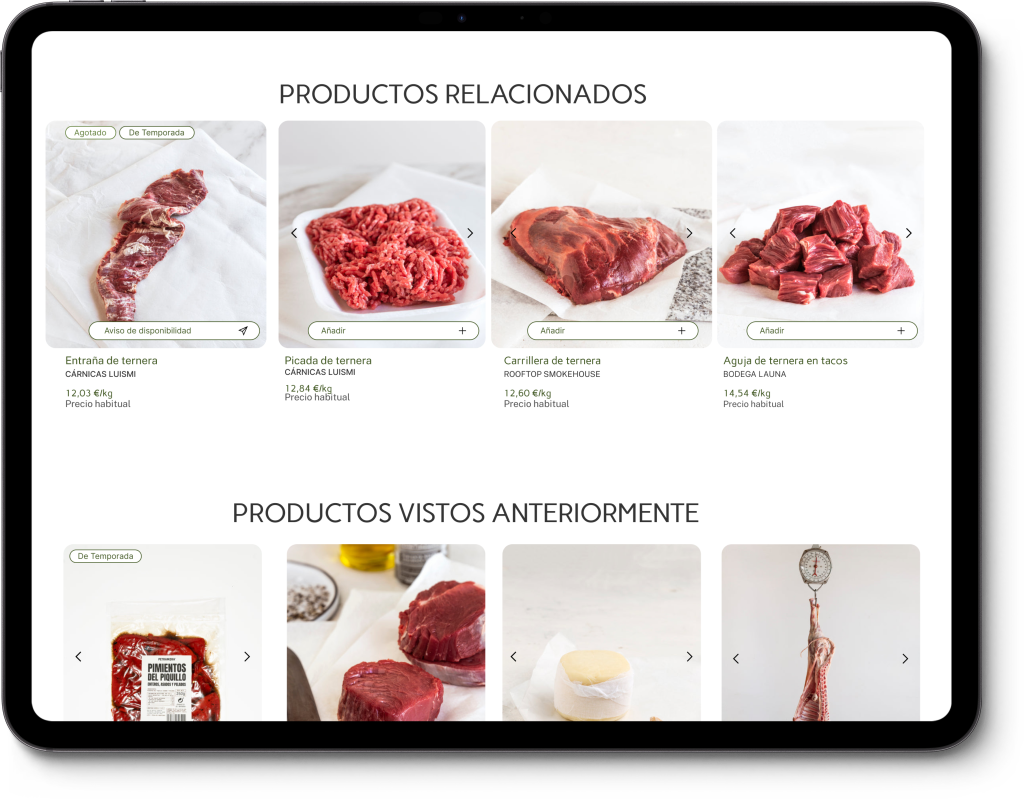 PRODUCTOS RELACIONADOS
Agotado
De Temporada
Aviso de disponibilidad
Añadir
Añadir
Añadir
Entraña de ternera
CÁRNICAS LUISMI
12,03 €/kg
Precio habitual
Picada de ternera
CÁRNICAS LUISMI
12,84 €/kg
Precio habitual
Carrillera de ternera
ROOFTOP SMOKEHOUSE
12,60 €/kg
Precio habitual
Aguja de ternera en tacos
BODEGA LAUNA
14,54 €/kg
Precio habitual
PRODUCTOS VISTOS ANTERIORMENTE
De Temporada
PIMIENTOS
DEL PIQUILLO